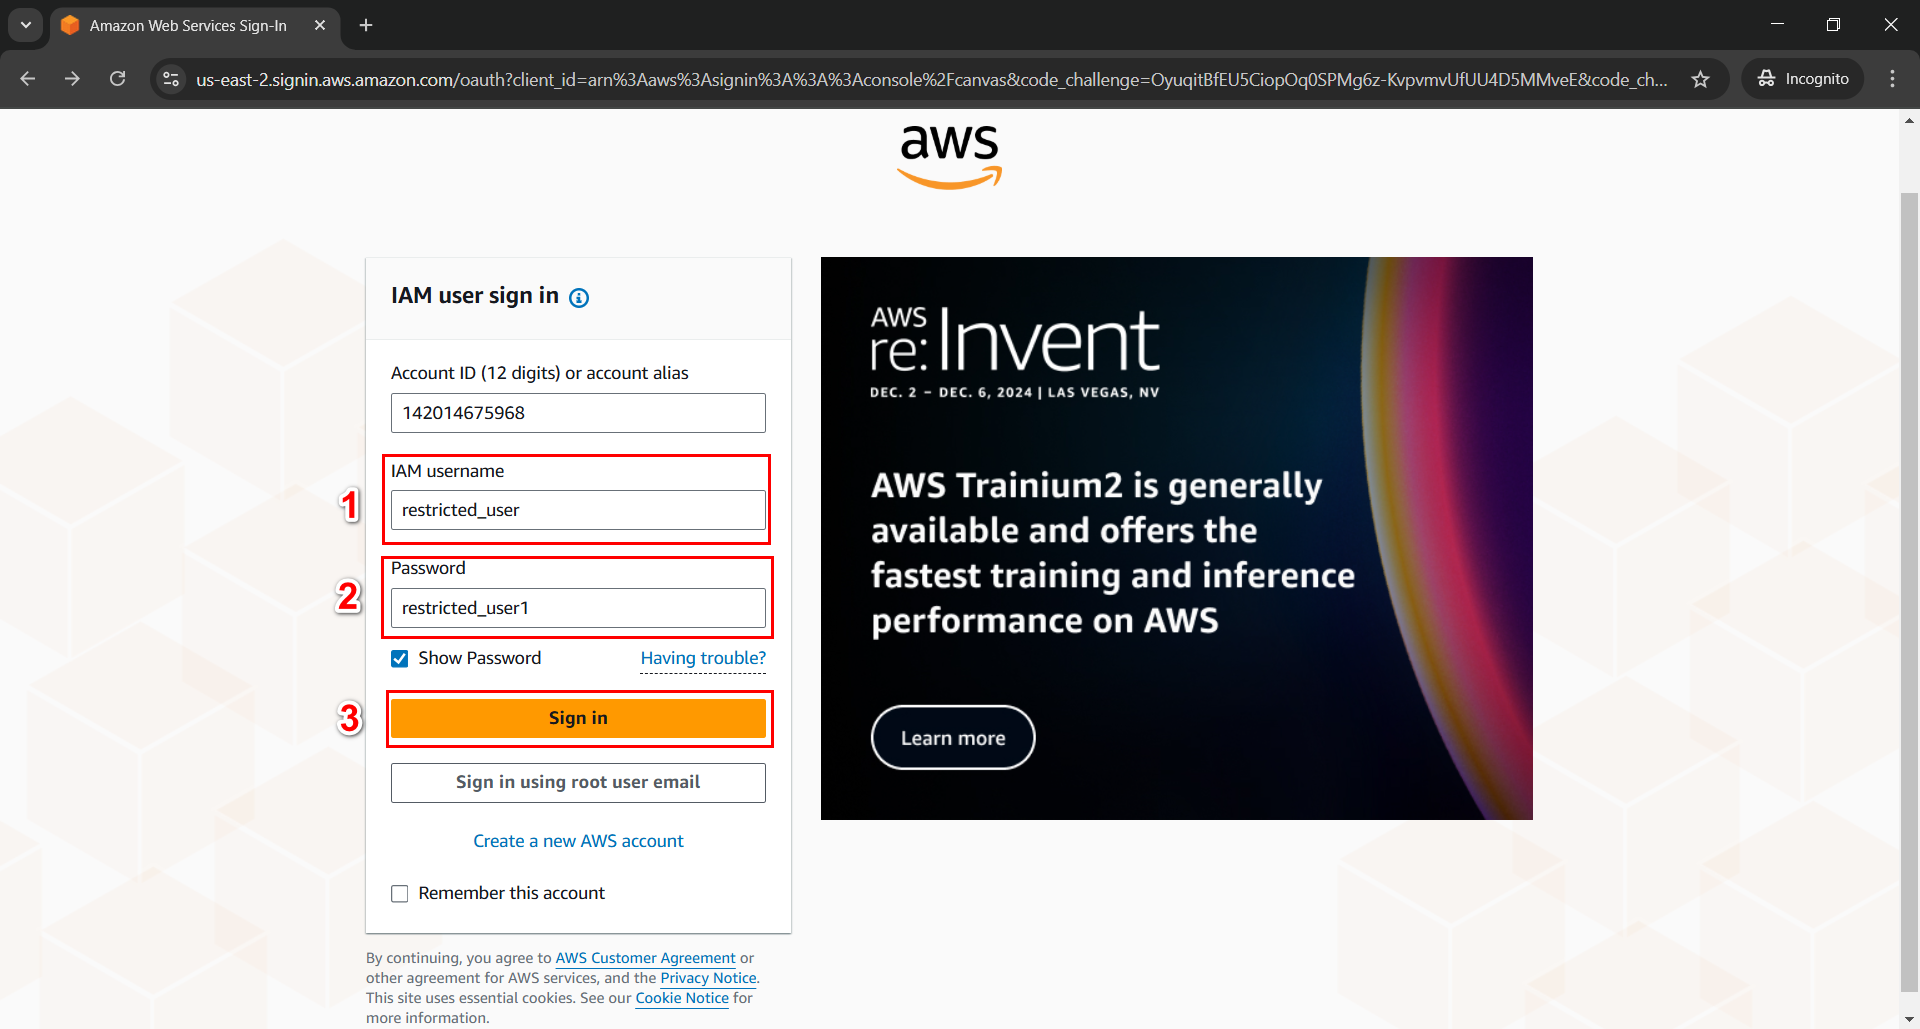 Amazon Web Services Sign-In
us-east-2.signin.aws.amazon.com/oauth?client_id=arn%3Aaws%3Asignin%3A%3A%3Aconsole%2Fcanvas&code_challenge=OyuqitBfEU5CiopOq0SPMg6z-KvpvmvUfUU4D5MMveE&code_ch...
Incognito
aws
IAM user sign in
Account ID (12 digits) or account alias
142014675968
1
IAM username
restricted_user
2
Password
restricted_user1
Show Password
Having trouble?
3
Sign in
Sign in using root user email
Create a new AWS account
Remember this account
By continuing, you agree to AWS Customer Agreement or
other agreement for AWS services, and the Privacy Notice.
This site uses essential cookies. See our Cookie Notice for
more information.
AWS
re:Invent
DEC. 2 – DEC. 6, 2024 | LAS VEGAS, NV
AWS Trainium2 is generally
available and offers the
fastest training and inference
performance on AWS
Learn more